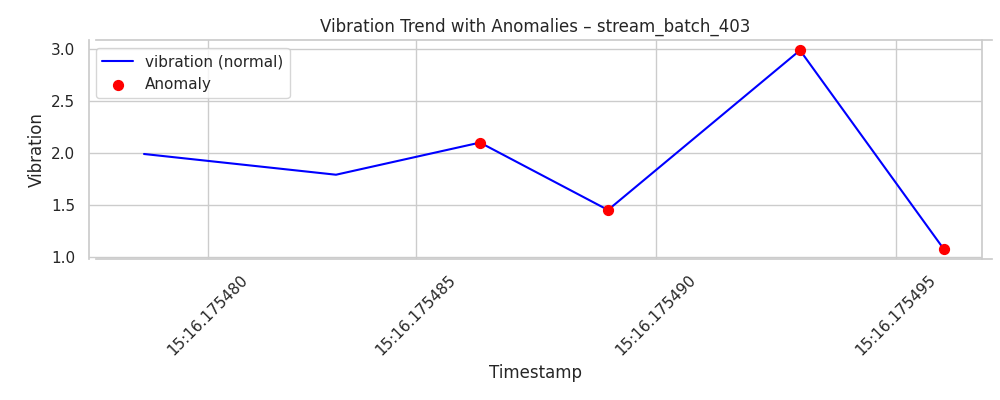 Vibration Trend with Anomalies – stream_batch_403
vibration (normal)
Anomaly
Vibration
3.0
2.5
2.0
1.5
1.0
15:16.175480
15:16.175485
15:16.175490
15:16.175495
Timestamp